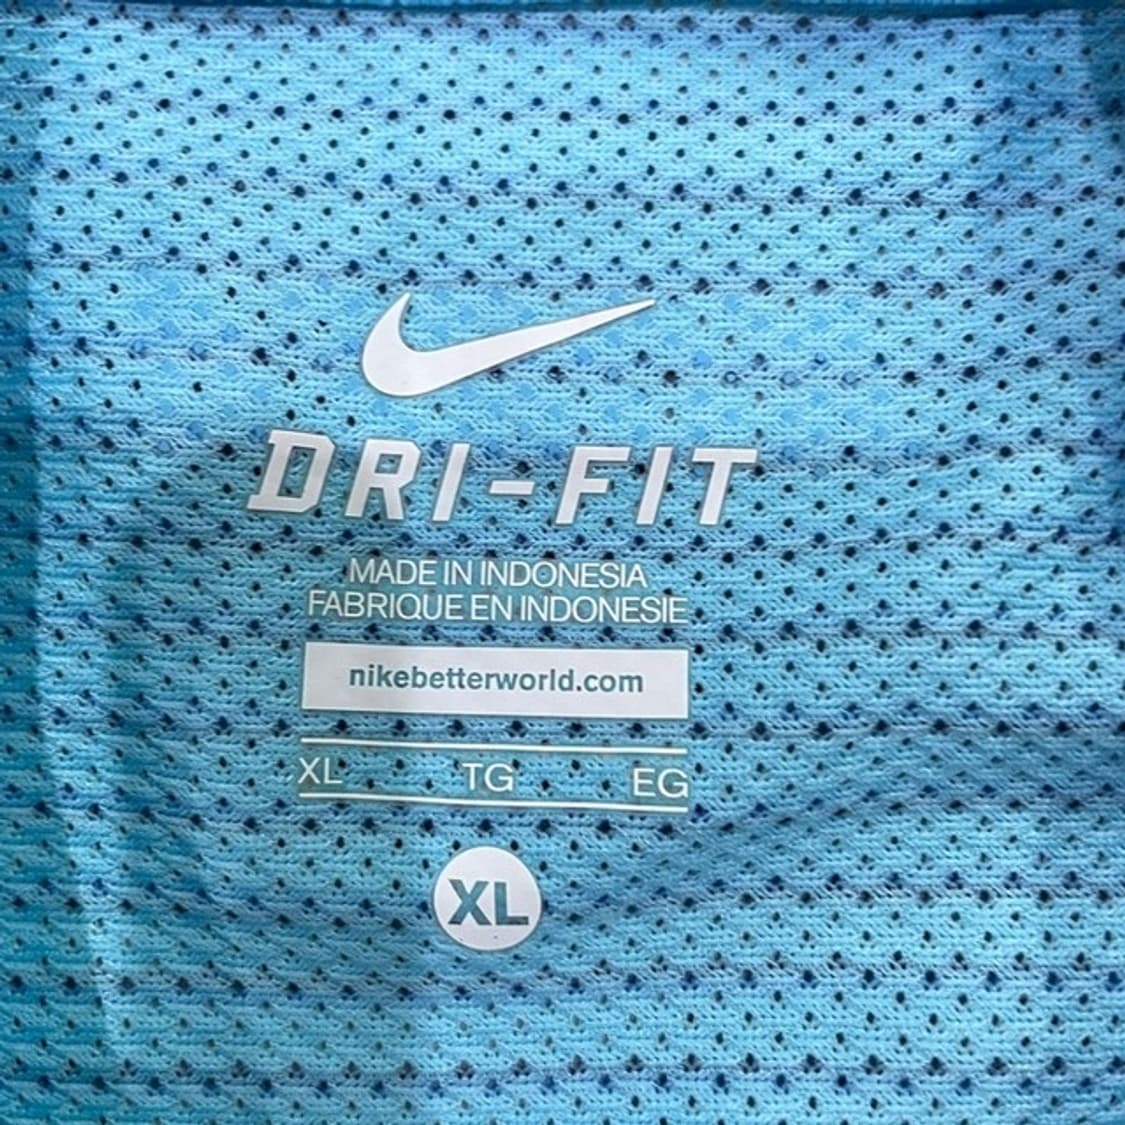 DRI-FIT
MADE IN INDONESIA
FABRIQUE EN INDONESIE
nikebetterworld.com
XL TG EG
XL